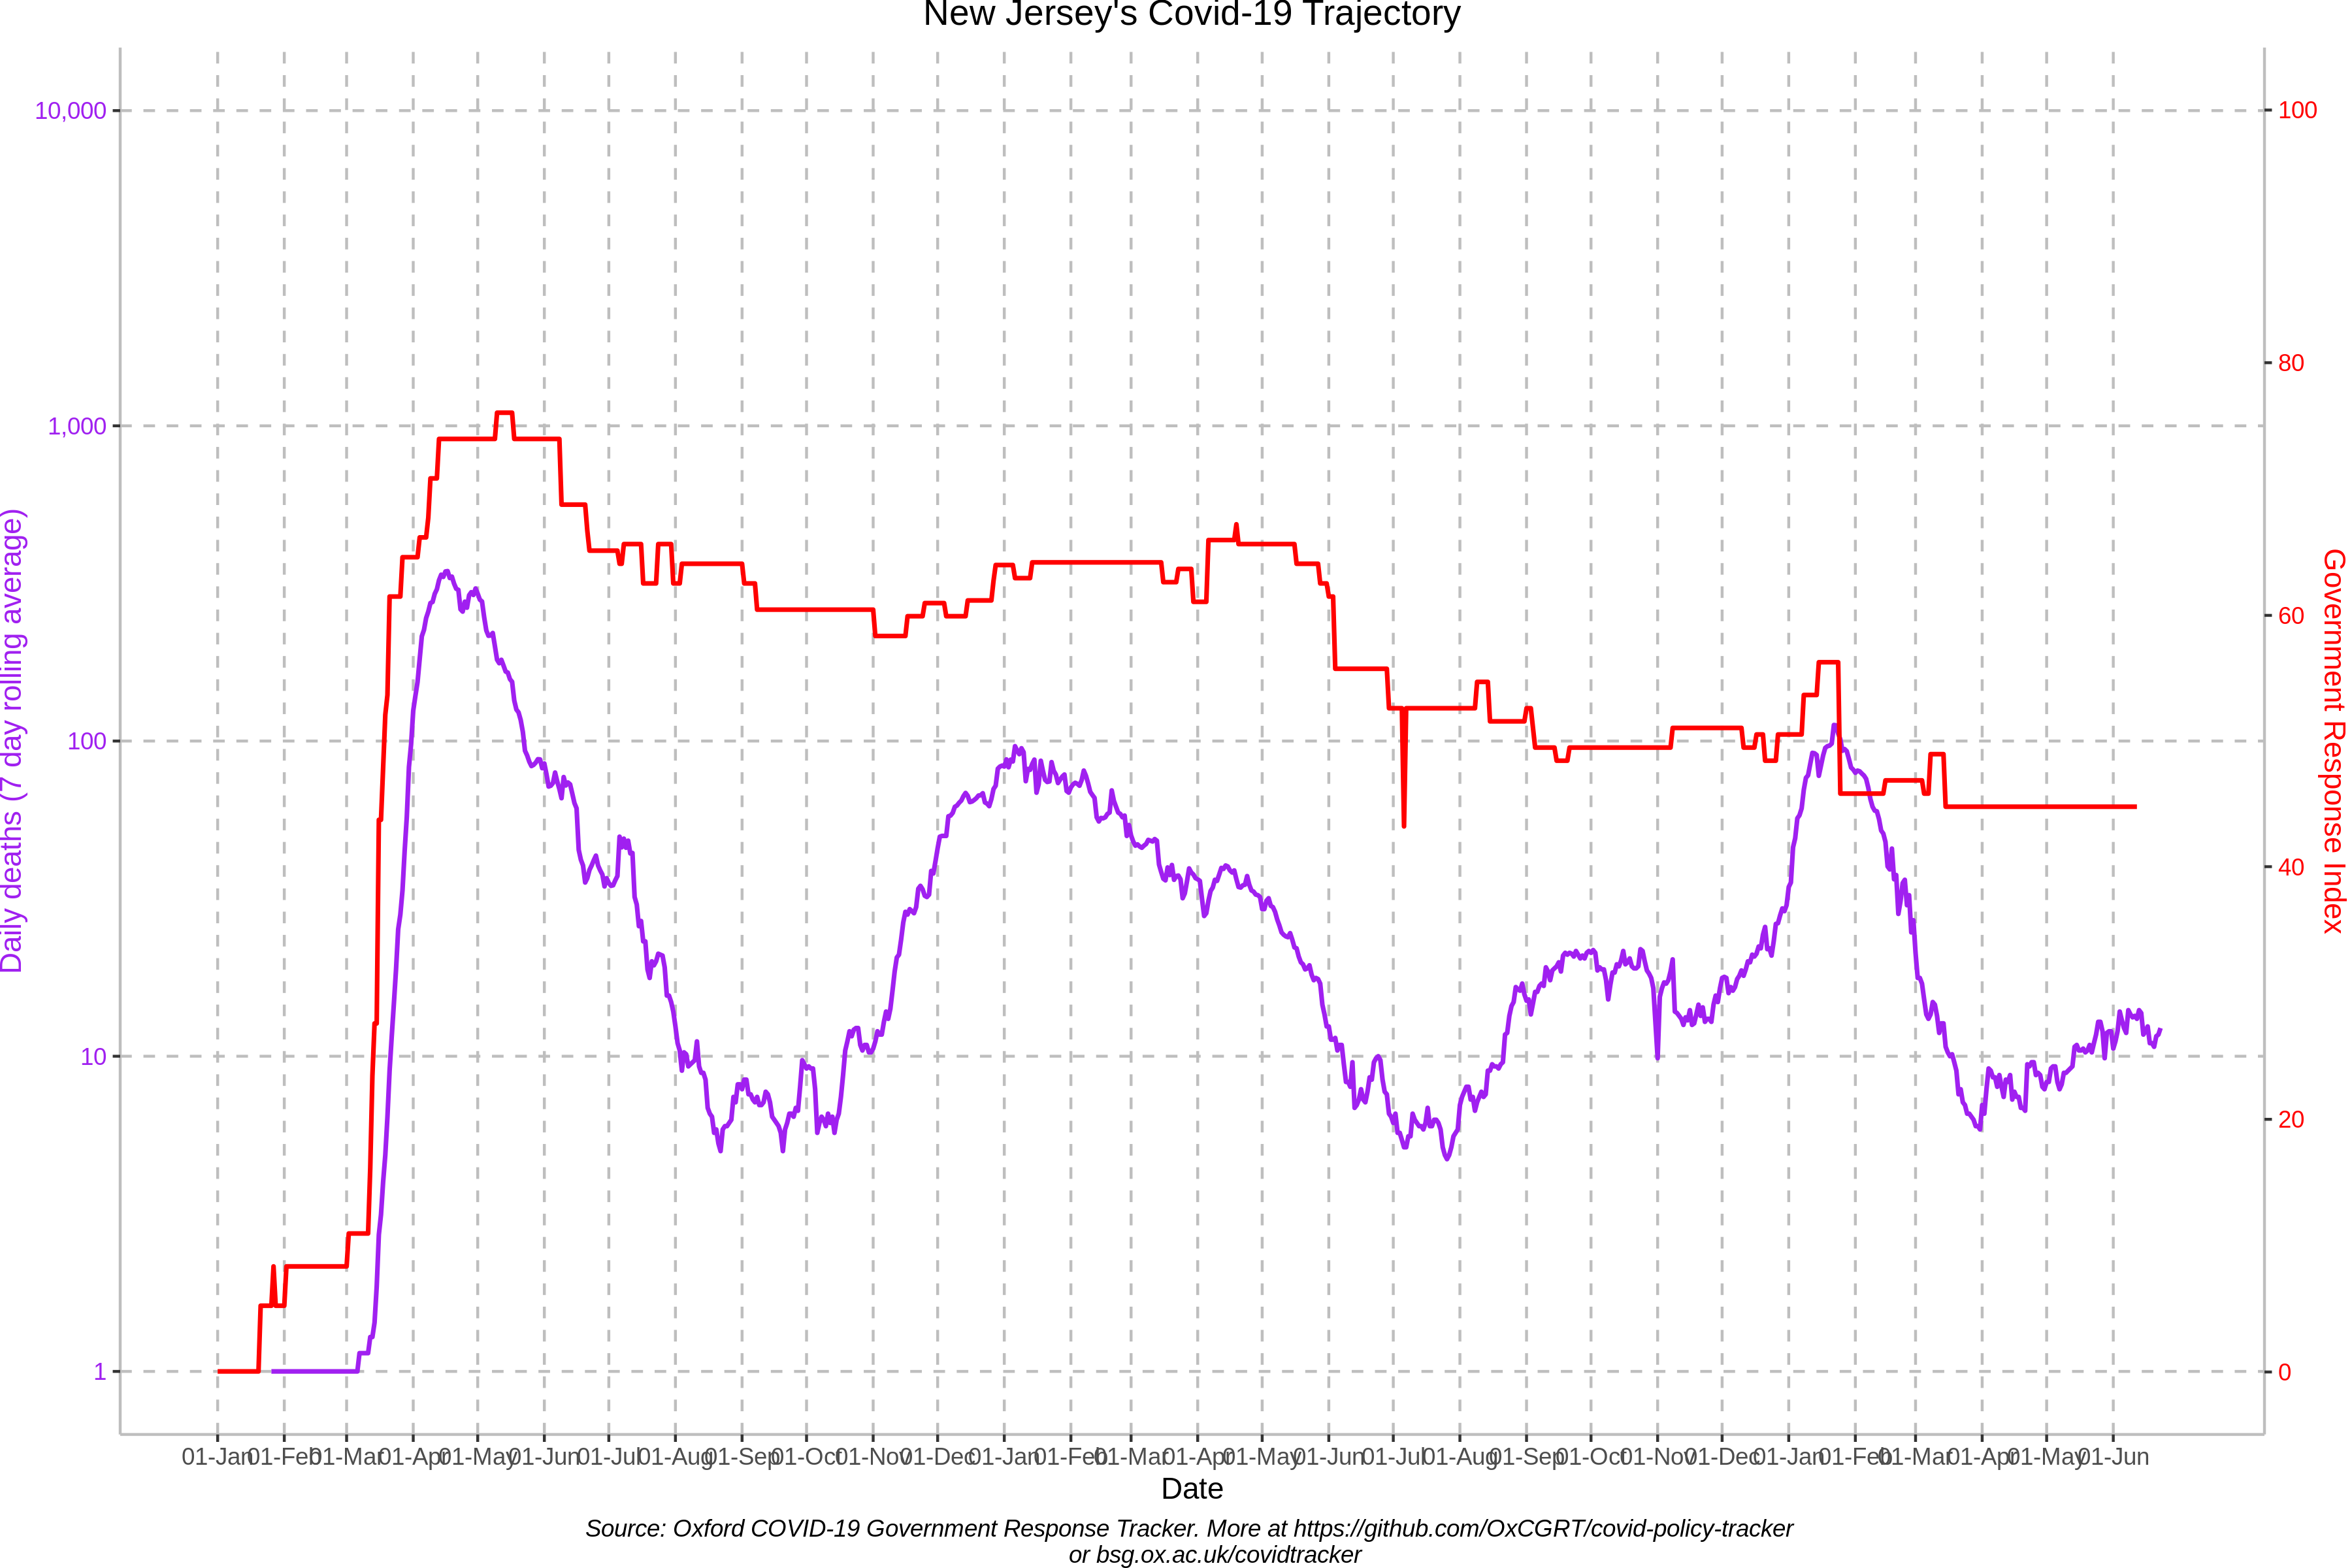 New Jersey's Covid-19 Trajectory
10,000
1,000
100
10
1
Daily deaths (7 day rolling average)
100
80
60
40
20
0
Government Response Index
01-Jan 01-Feb 01-Mar 01-Apr 01-May 01-Jun 01-Jul 01-Aug 01-Sep 01-Oct 01-Nov 01-Dec 01-Jan 01-Feb 01-Mar 01-Apr 01-May 01-Jun 01-Jul 01-Aug 01-Sep 01-Oct 01-Nov 01-Dec 01-Jan 01-Feb 01-Mar 01-Apr 01-May 01-Jun
Date
Source: Oxford COVID-19 Government Response Tracker. More at https://github.com/OxCGRT/covid-policy-tracker
or bsg.ox.ac.uk/covidtracker